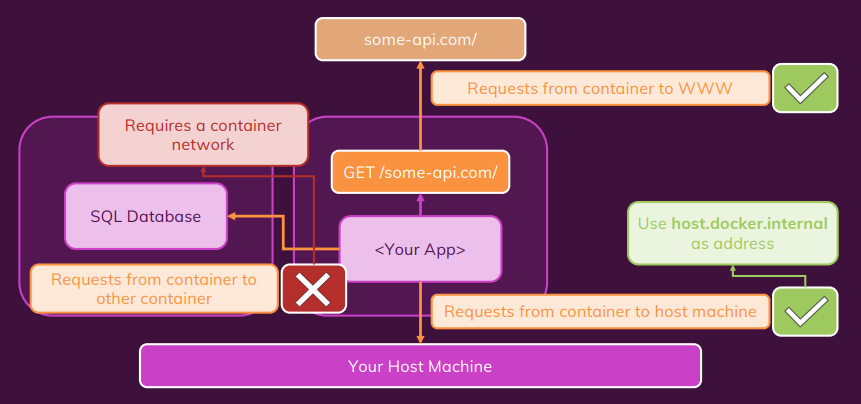 some-api.com/
Requests from container to WWW
Requires a container
network
GET /some-api.com/
SQL Database
<Your App>
Use host.docker.internal
as address
Requests from container to
other container
Requests from container to host machine
Your Host Machine